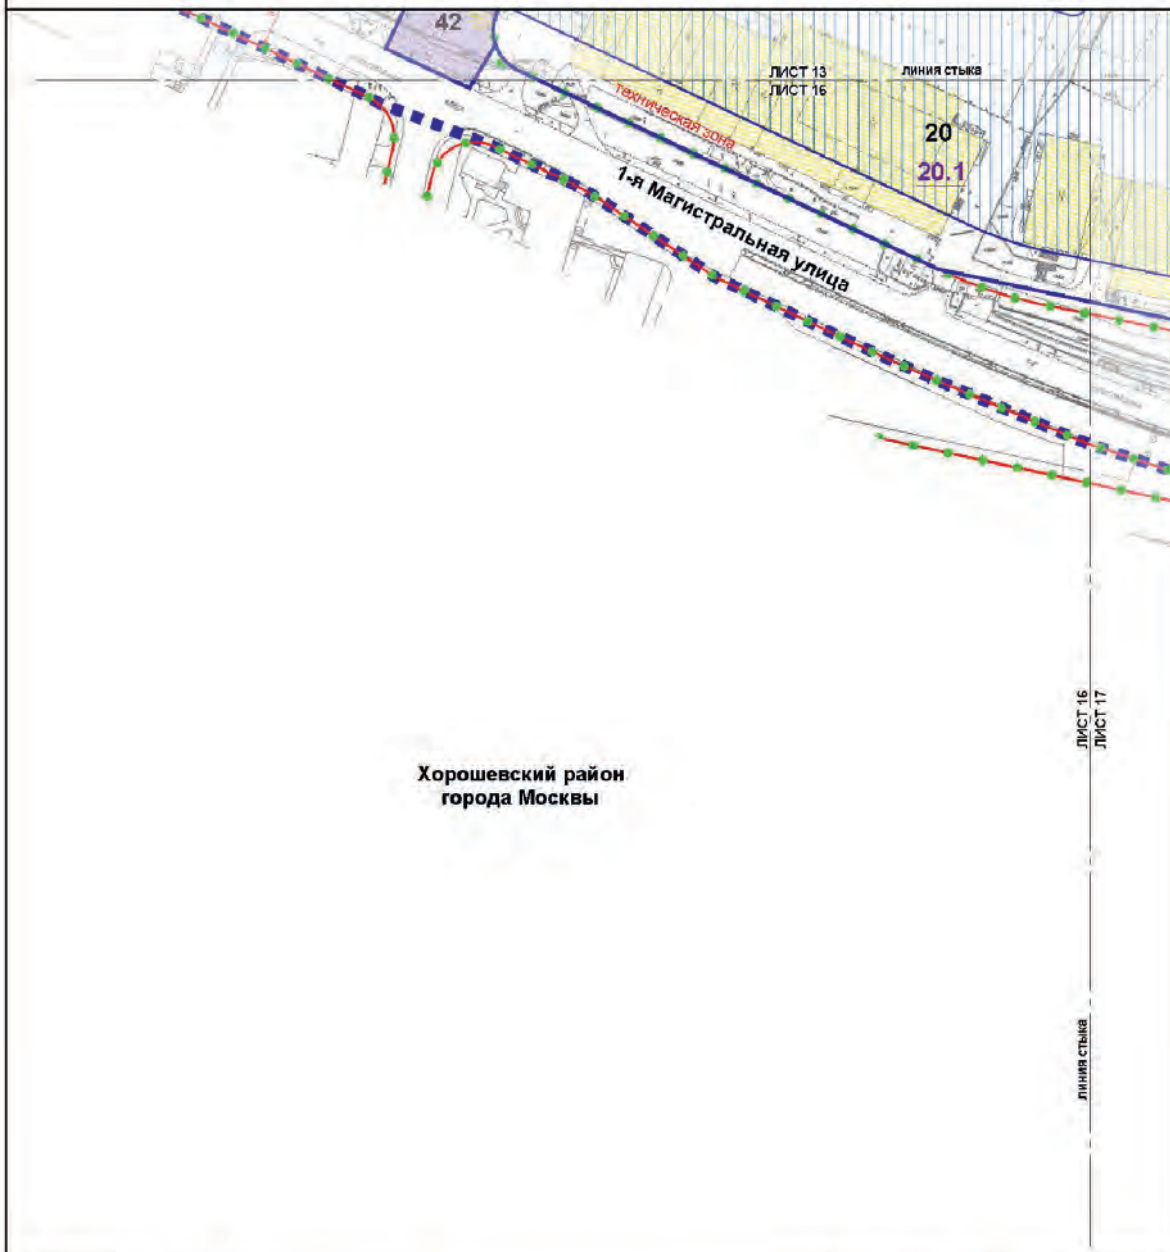 42
ЛИСТ 13
ЛИСТ 16
линия стыка
техническая зона
20
20.1
1-я Магистральная улица
ЛИСТ 16
ЛИСТ 17
Хорошевский район
города Москвы
линия стыка